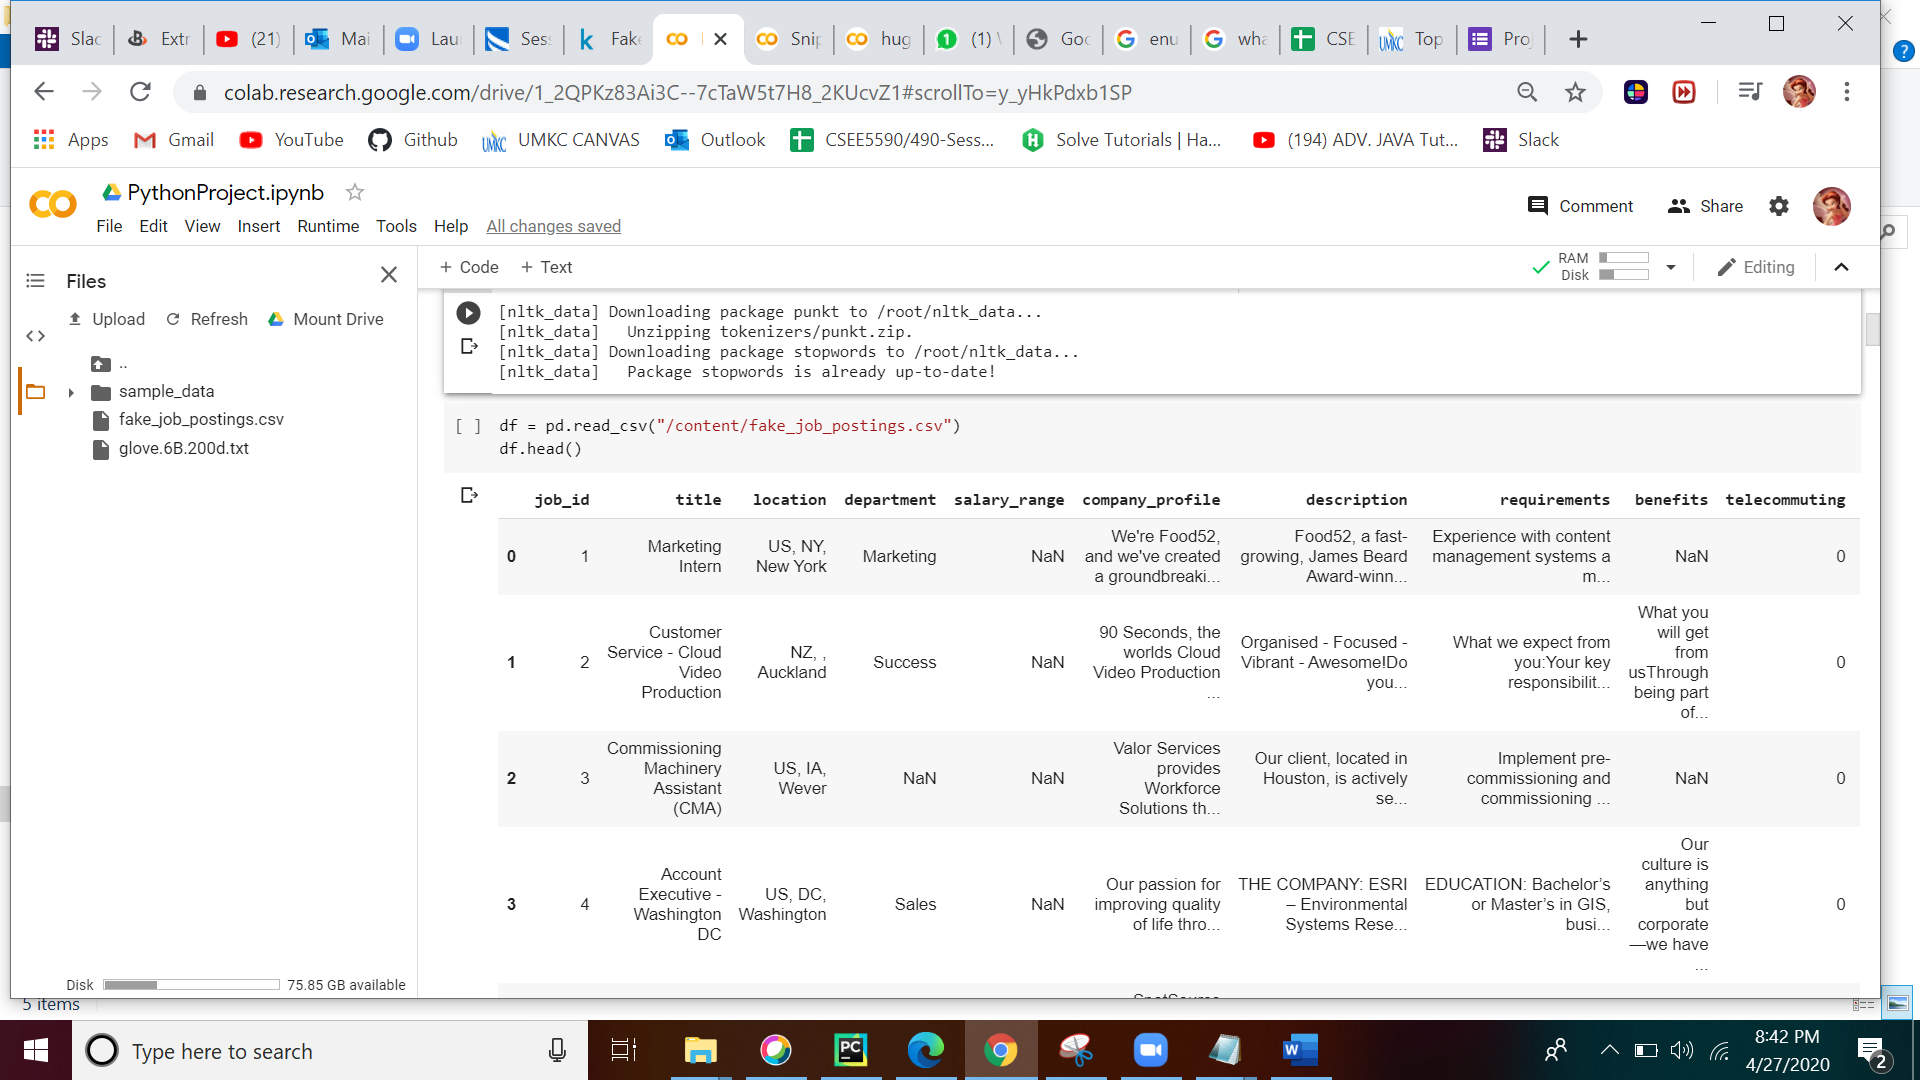 Slac
Extr
(21)
Mai
Laun
Sess
Fake
Snip
hug
(1) W
Goo
enu
wha
CSE
Top
Proj
colab.research.google.com/drive/1_2QPKz83Ai3C--7cTaW5t7H8_2KUcvZ1#scrollTo=y_yHkPdxb1SP
Apps Gmail YouTube Github UMKC CANVAS Outlook CSEE5590/490-Sess... Solve Tutorials | Ha... (194) ADV. JAVA Tut... Slack
PythonProject.ipynb
Comment Share
File Edit View Insert Runtime Tools Help All changes saved
Files
+ Code + Text
RAM
Disk
Editing
Upload Refresh Mount Drive
..
sample_data
fake_job_postings.csv
glove.6B.200d.txt
Disk 75.85 GB available
[nltk_data] Downloading package punkt to /root/nltk_data...
[nltk_data]   Unzipping tokenizers/punkt.zip.
[nltk_data] Downloading package stopwords to /root/nltk_data...
[nltk_data]   Package stopwords is already up-to-date!
[ ] df = pd.read_csv("/content/fake_job_postings.csv")
df.head()
job_id title location department salary_range company_profile description requirements benefits telecommuting
0
1
Marketing
Intern
US, NY,
New York
Marketing
NaN
We're Food52,
and we've created
a groundbreaki...
Food52, a fast-
growing, James Beard
Award-winn...
Experience with content
management systems a
m...
NaN
0
1
2
Customer
Service - Cloud
Video
Production
NZ, ,
Auckland
Success
NaN
90 Seconds, the
worlds Cloud
Video Production
...
Organised - Focused -
Vibrant - Awesome!Do
you...
What we expect from
you:Your key
responsibilit...
What you
will get
from
usThrough
being part
of...
0
2
3
Commissioning
Machinery
Assistant
(CMA)
US, IA,
Wever
NaN
NaN
Valor Services
provides
Workforce
Solutions th...
Our client, located in
Houston, is actively
se...
Implement pre-
commissioning and
commissioning ...
NaN
0
3
4
Account
Executive -
Washington
DC
US, DC,
Washington
Sales
NaN
Our passion for
improving quality
of life thro...
THE COMPANY: ESRI
– Environmental
Systems Rese...
EDUCATION: Bachelor’s
or Master’s in GIS,
busi...
Our
culture is
anything
but
corporate
—we have
...
0
5 items
Type here to search
8:42 PM
4/27/2020
2